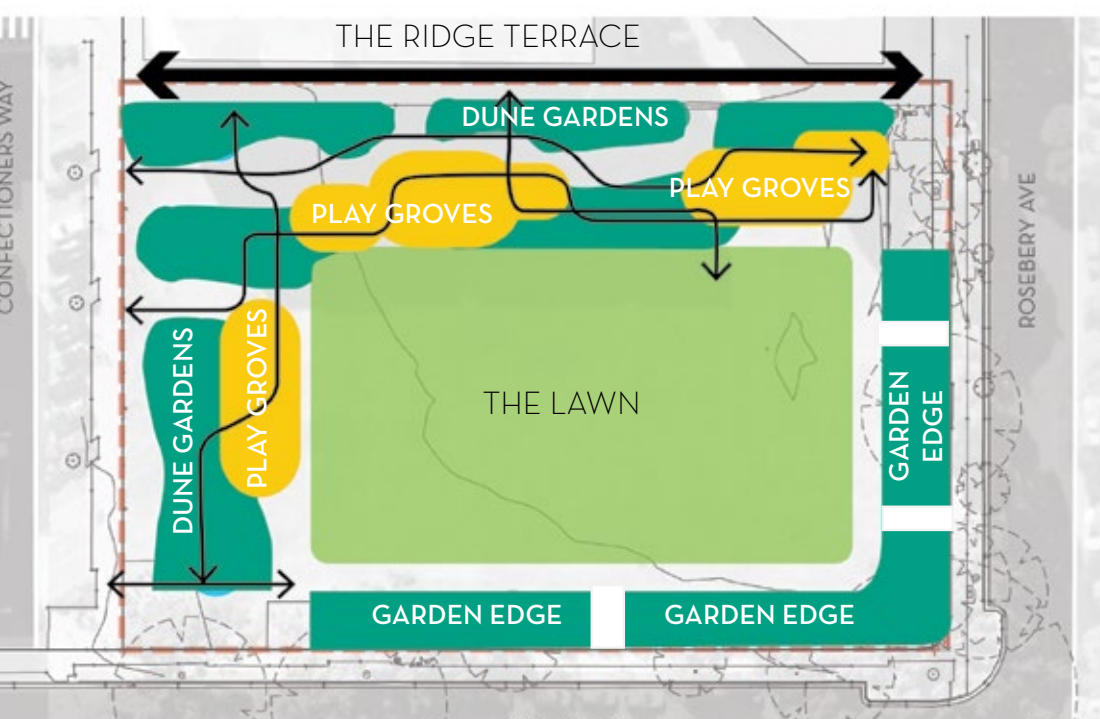 THE RIDGE TERRACE
DUNE GARDENS
PLAY GROVES
PLAY GROVES
CONFECTIONERS WAY
ROSEBERY AVE
DUNE GARDENS
PLAY GROVES
THE LAWN
GARDEN
EDGE
GARDEN EDGE
GARDEN EDGE